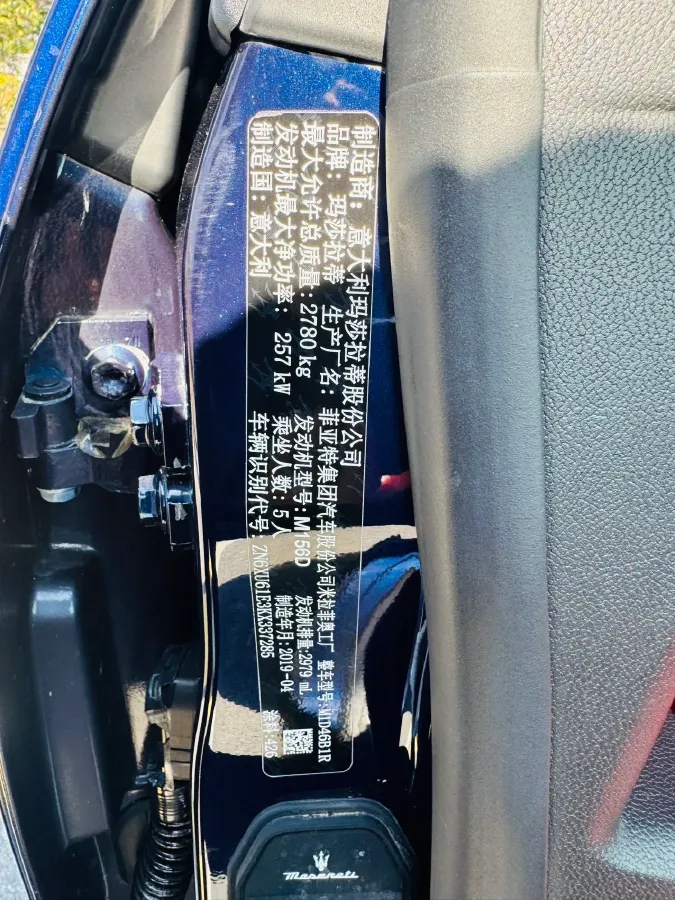 制造商：意大利玛莎拉蒂股份公司
品牌：玛莎拉蒂 生产厂名：菲亚特集团汽车股份公司米拉菲奥工厂 整车型号:M1D46B1R
最大允许总质量：2780 kg 发动机型号:M156D 发动机排量:2979 mL
发动机最大净功率： 257 kW 乘坐人数: 5人 制造年月：2019-04
制造国：意大利 车辆识别代号:ZN6XU61E3KX337285 涂料:426
Maserati